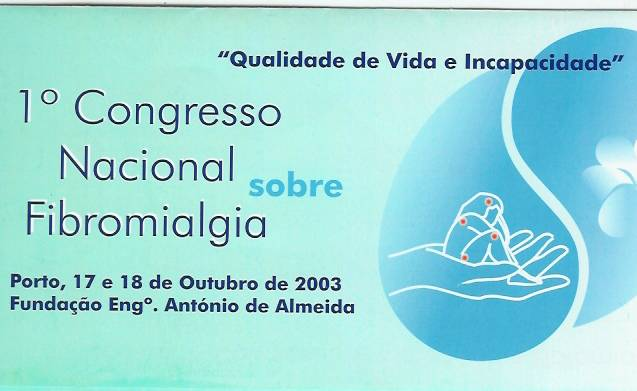 “Qualidade de Vida e Incapacidade”
1º Congresso
Nacional sobre
Fibromialgia
Porto, 17 e 18 de Outubro de 2003
Fundação Engº. António de Almeida